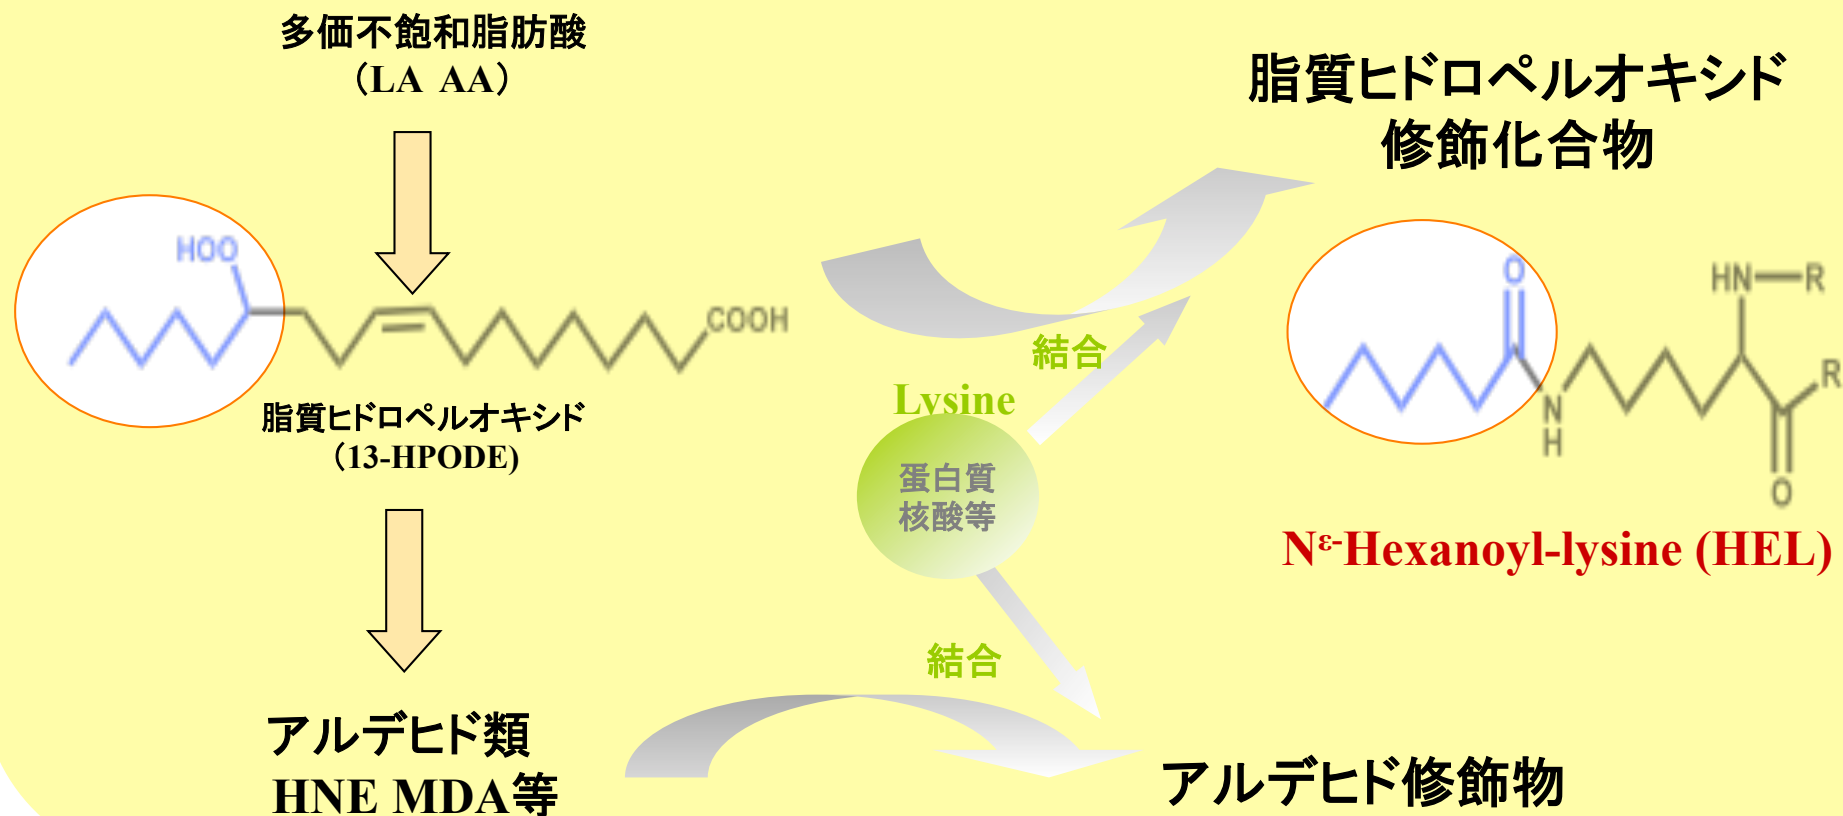 多価不飽和脂肪酸
（LA AA）
HOO
COOH
脂質ヒドロペルオキシド
（13-HPODE)
アルデヒド類
HNE MDA等
結合
Lysine
蛋白質
核酸等
結合
脂質ヒドロペルオキシド
修飾化合物
O
HN
R
R
N
H
O
Nε-Hexanoyl-lysine (HEL)
アルデヒド修飾物